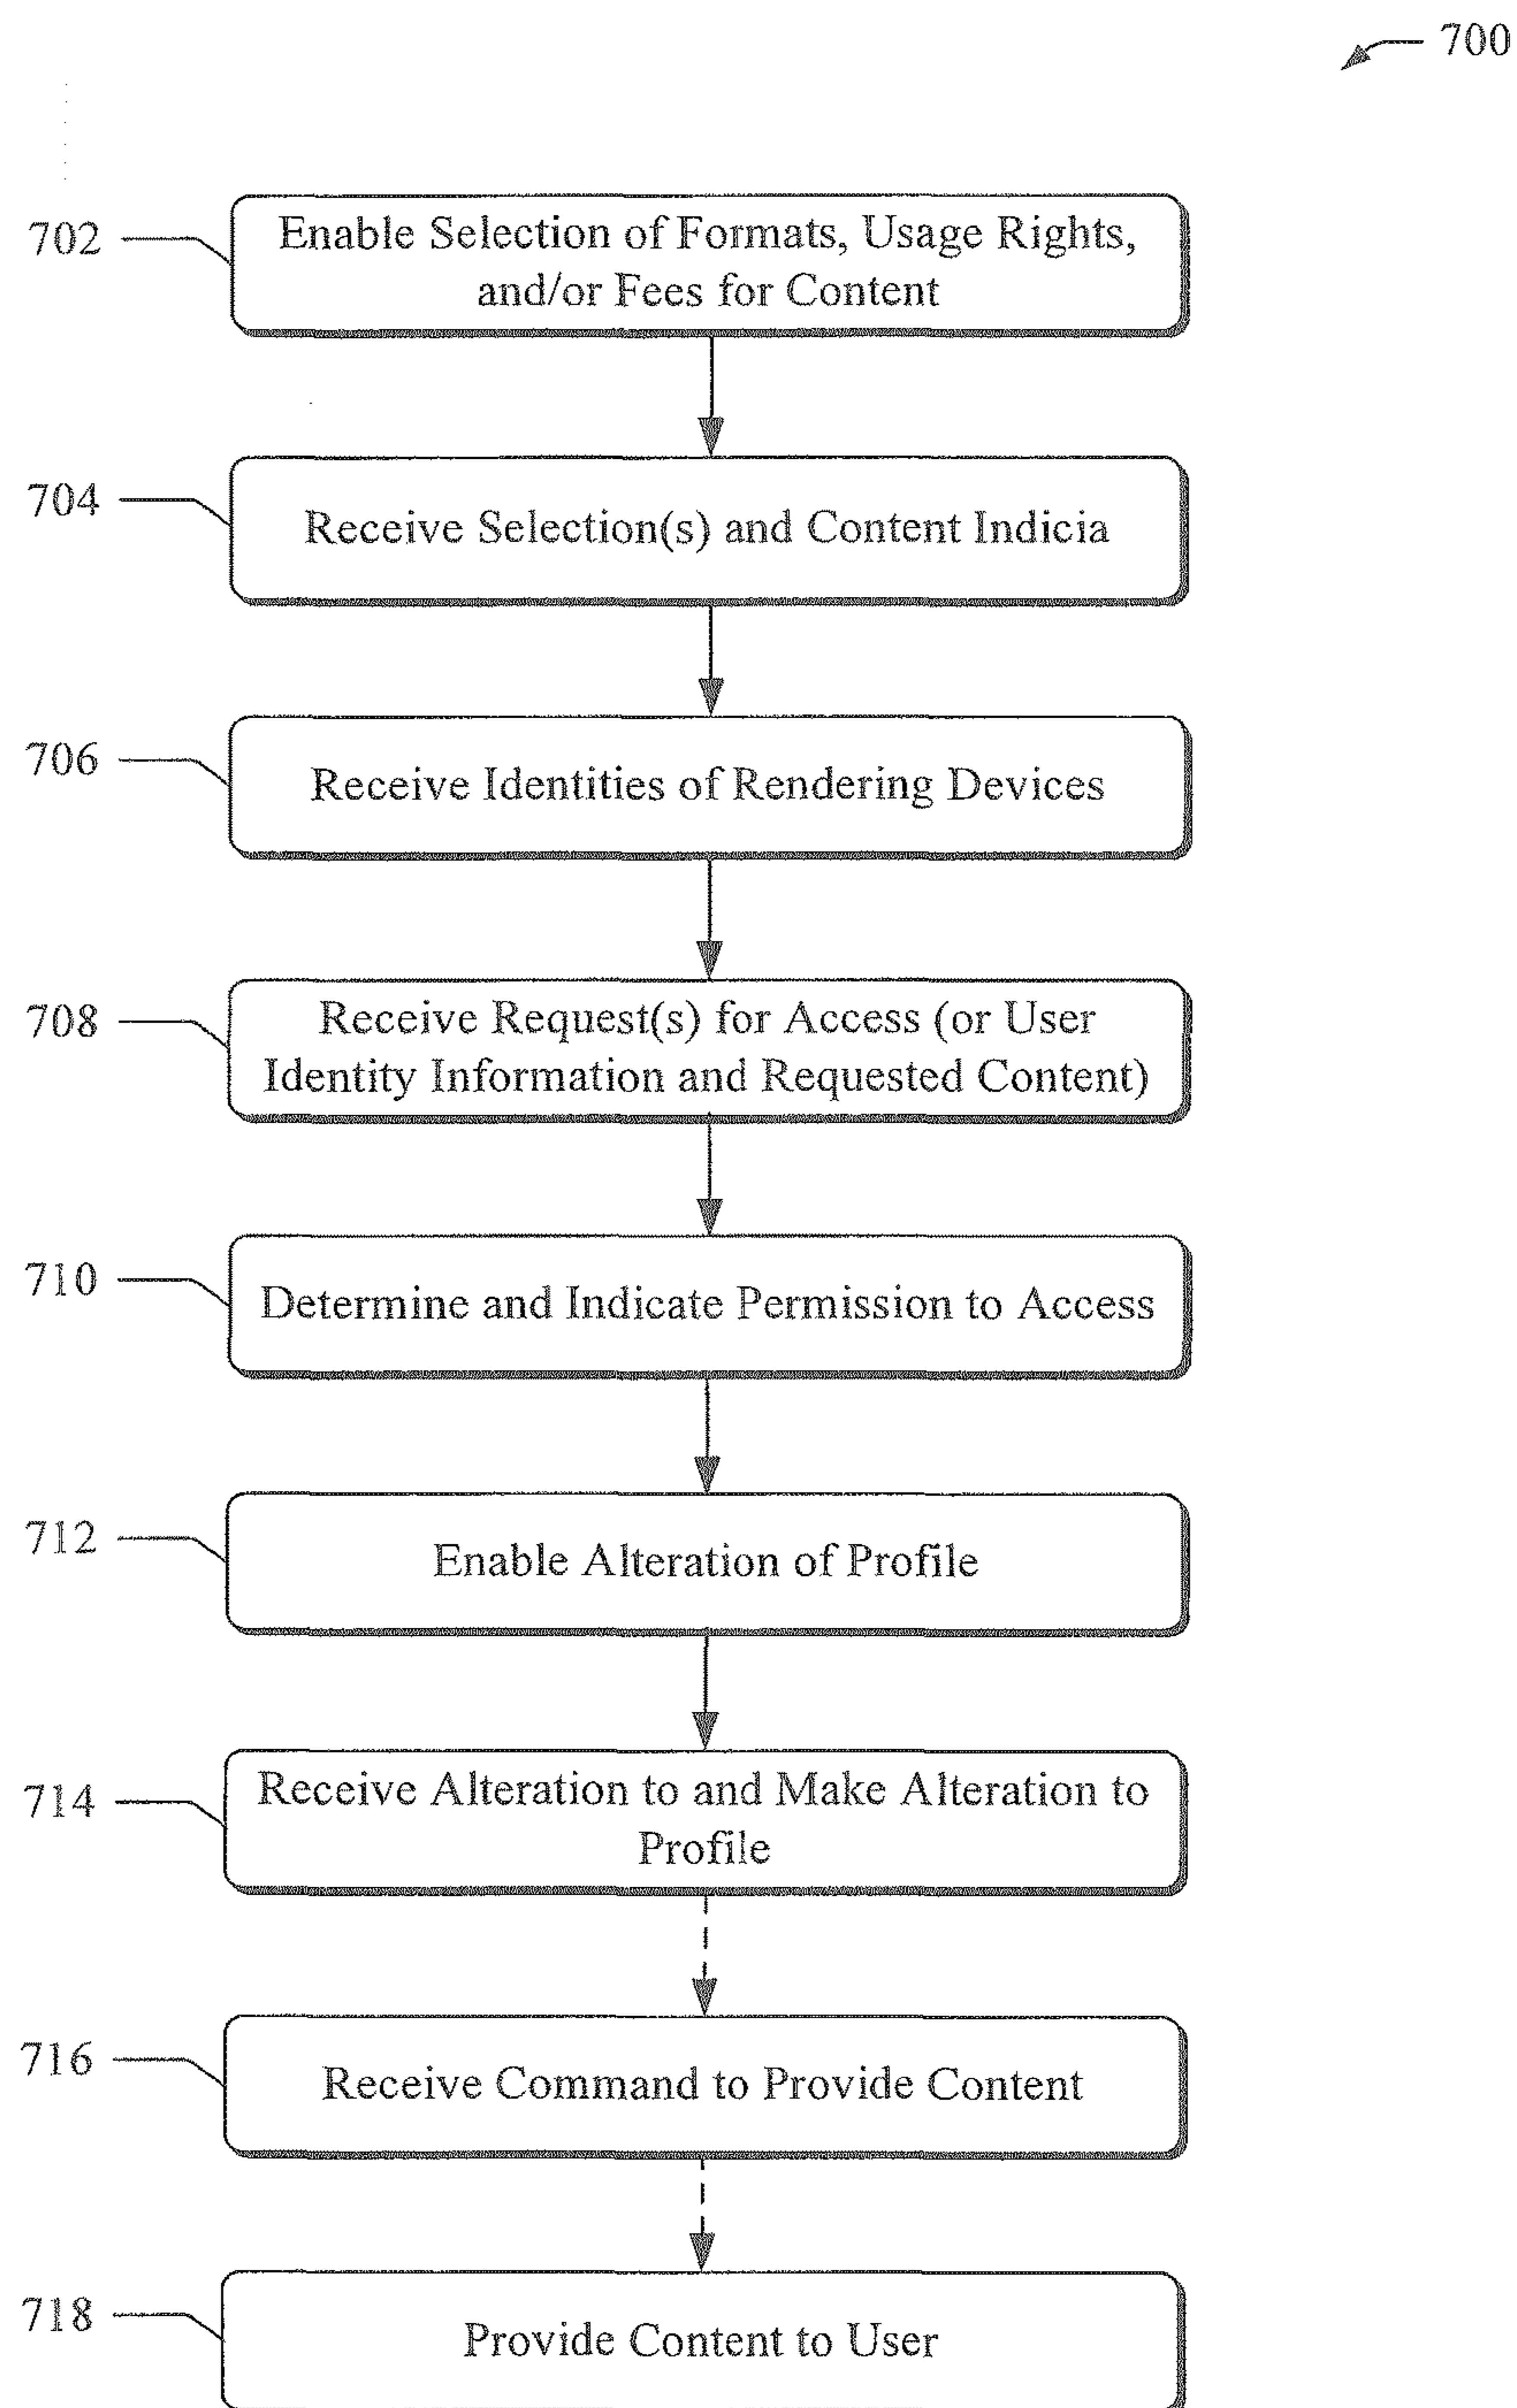 700
702
Enable Selection of Formats, Usage Rights,
and/or Fees for Content
704
Receive Selection(s) and Content Indicia
706
Receive Identities of Rendering Devices
708
Receive Request(s) for Access (or User
Identity Information and Requested Content)
710
Determine and Indicate Permission to Access
712
Enable Alteration of Profile
714
Receive Alteration to and Make Alteration to
Profile
716
Receive Command to Provide Content
718
Provide Content to User